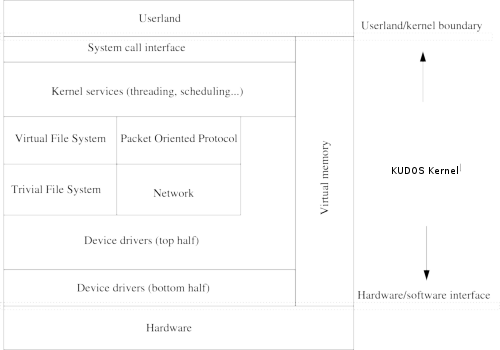 Userland
Userland/kernel boundary
System call interface
Kernel services (threading, scheduling...)
Virtual File System
Packet Oriented Protocol
Virtual memory
KUDOS Kernel
Trivial File System
Network
Device drivers (top half)
Device drivers (bottom half)
Hardware/software interface
Hardware